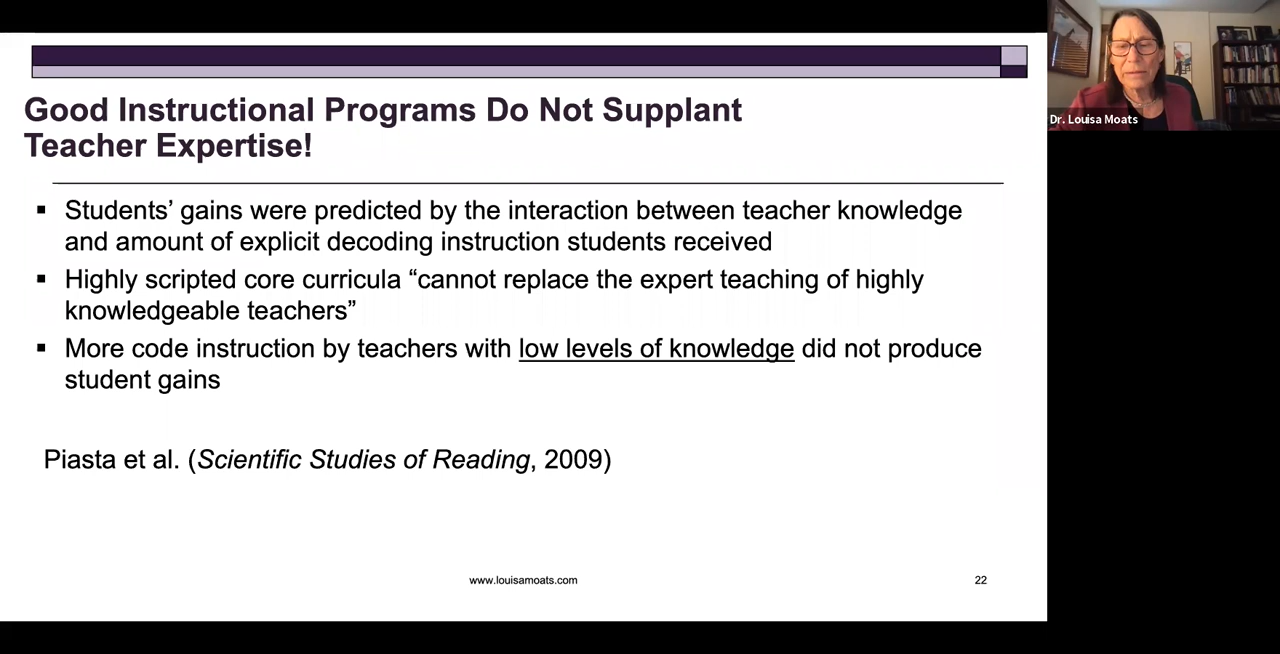 Good Instructional Programs Do Not Supplant
Teacher Expertise!
▪ Students’ gains were predicted by the interaction between teacher knowledge
and amount of explicit decoding instruction students received
▪ Highly scripted core curricula “cannot replace the expert teaching of highly
knowledgeable teachers”
▪ More code instruction by teachers with low levels of knowledge did not produce
student gains
Piasta et al. (Scientific Studies of Reading, 2009)
www.louisamoats.com
22
Dr. Louisa Moats